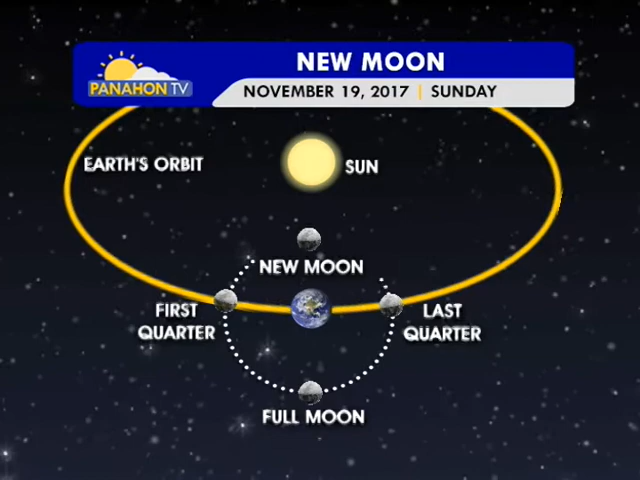 NEW MOON
PANAHON TV
NOVEMBER 19, 2017 | SUNDAY
EARTH'S ORBIT
SUN
NEW MOON
FIRST
QUARTER
LAST
QUARTER
FULL MOON